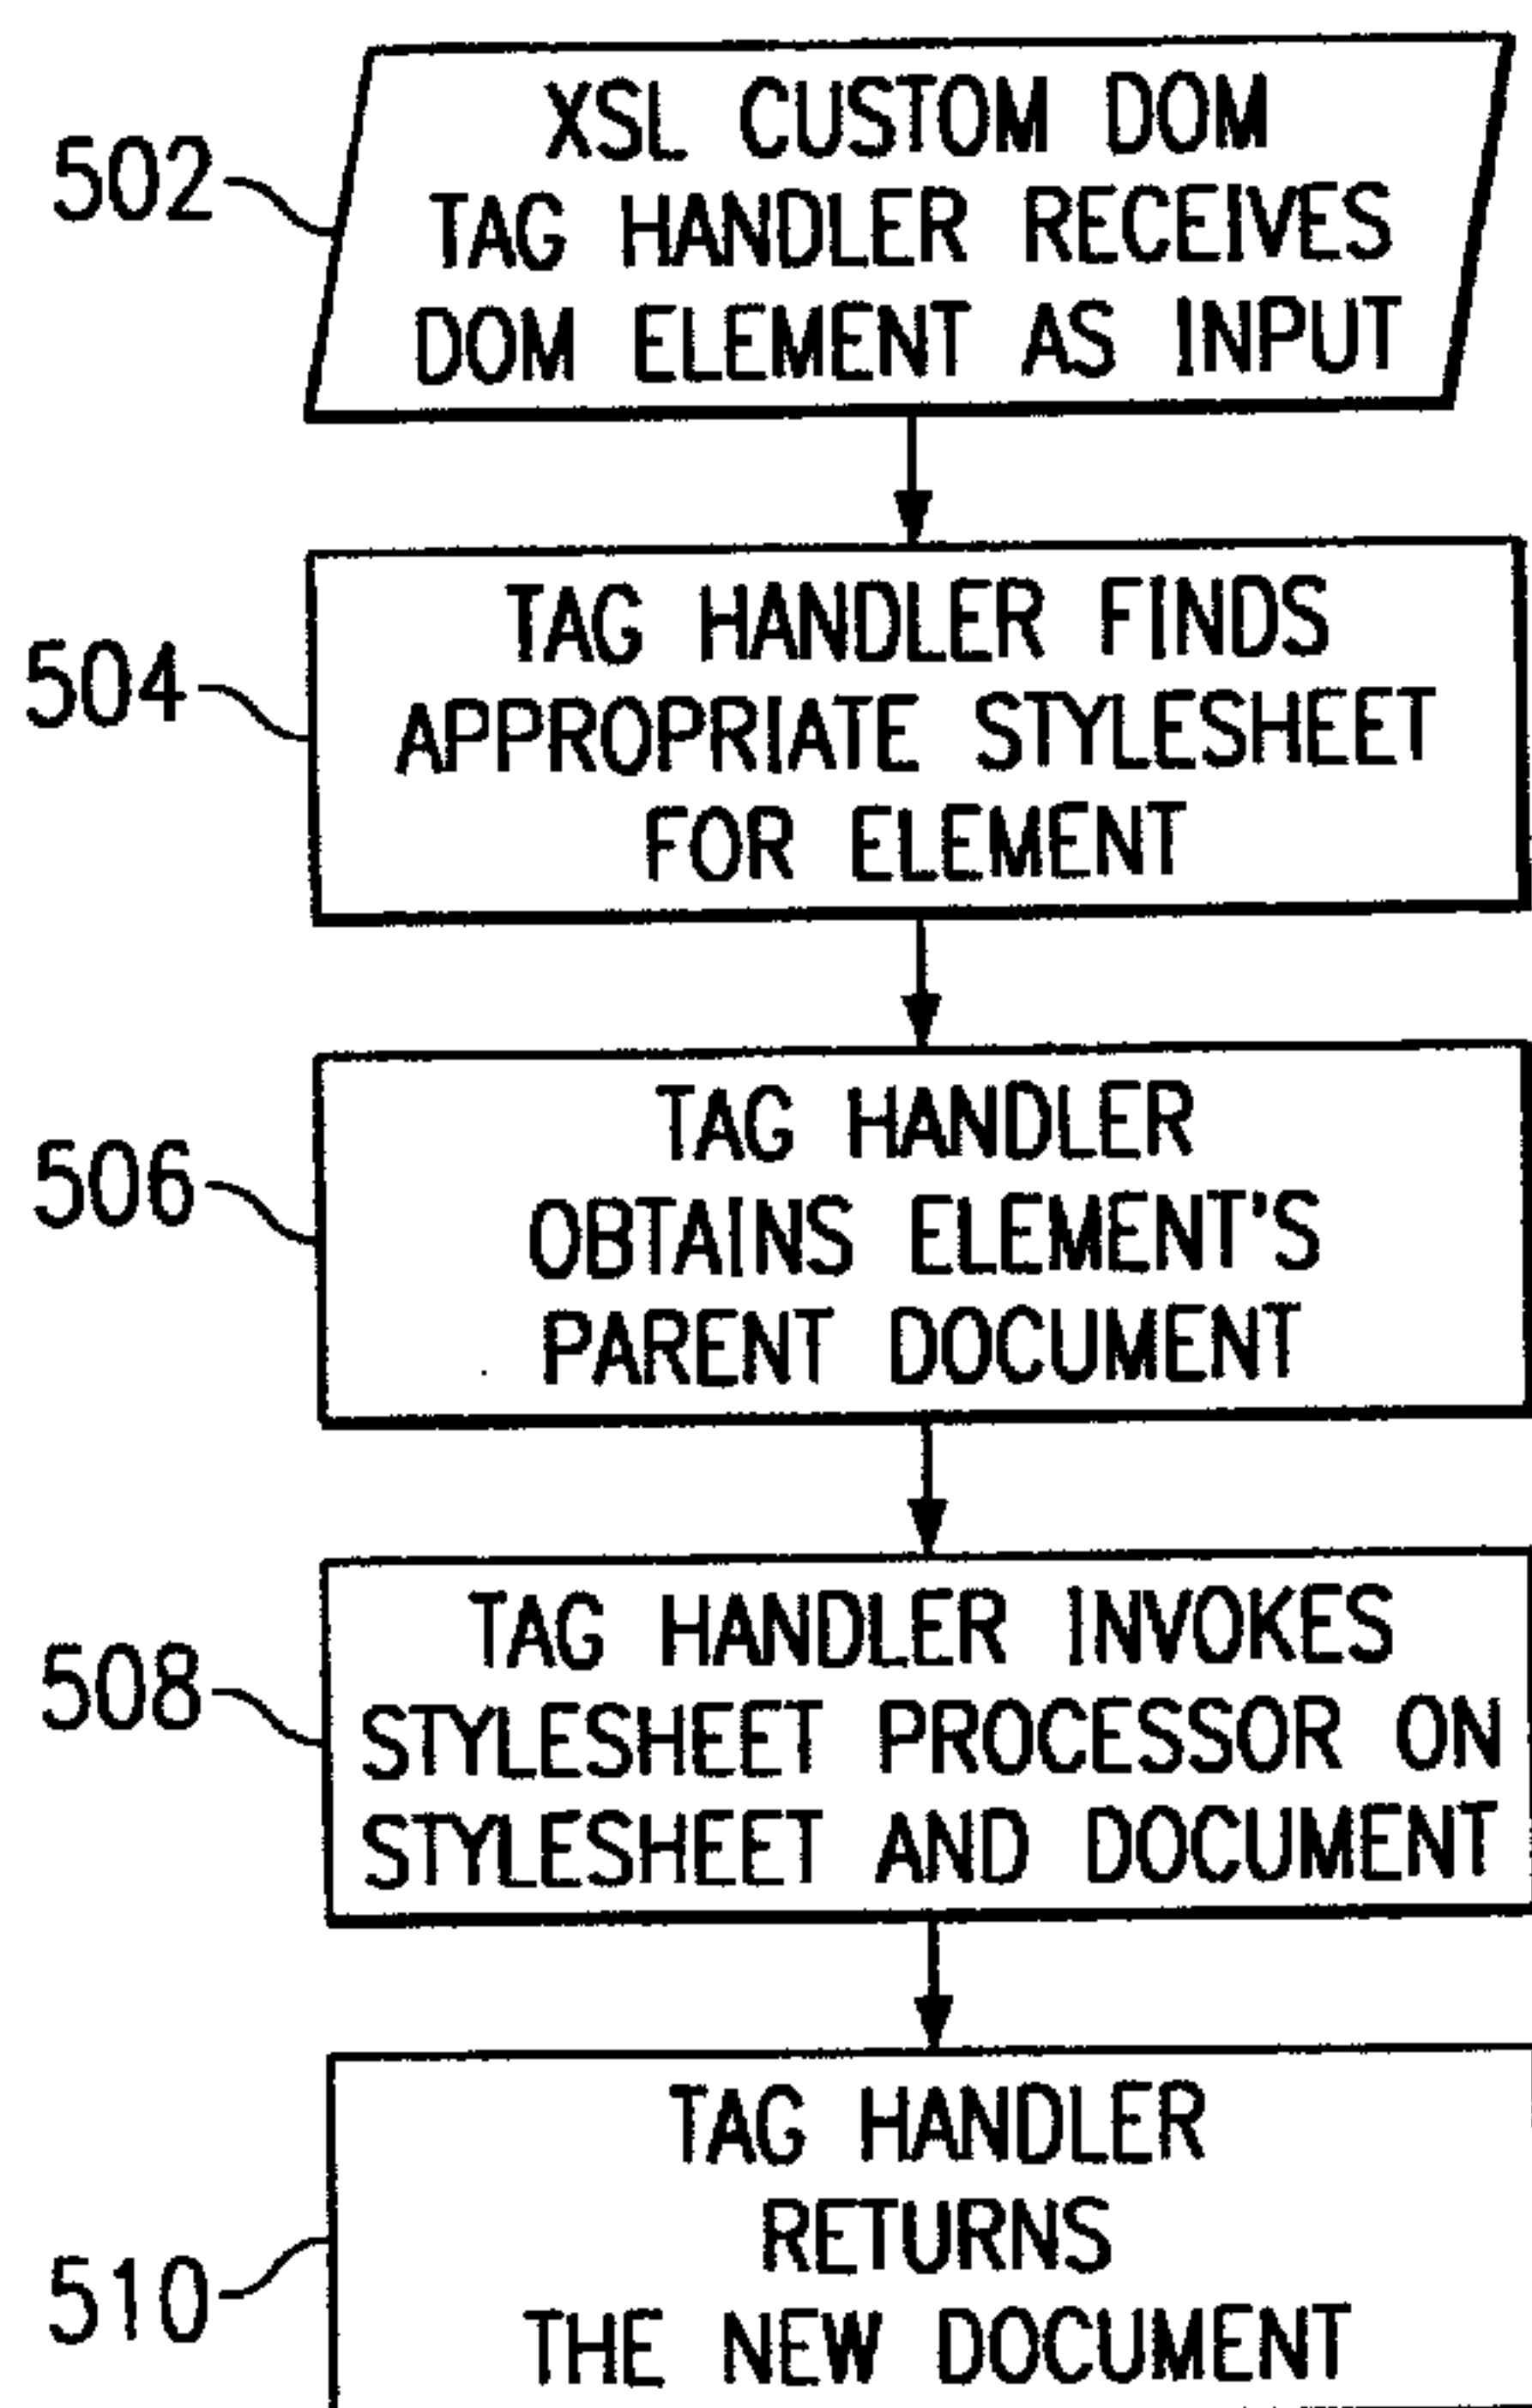 502
XSL CUSTOM DOM
TAG HANDLER RECEIVES
DOM ELEMENT AS INPUT
504
TAG HANDLER FINDS
APPROPRIATE STYLESHEET
FOR ELEMENT
506
TAG HANDLER
OBTAINS ELEMENT'S
PARENT DOCUMENT
508
TAG HANDLER INVOKES
STYLESHEET PROCESSOR ON
STYLESHEET AND DOCUMENT
510
TAG HANDLER
RETURNS
THE NEW DOCUMENT